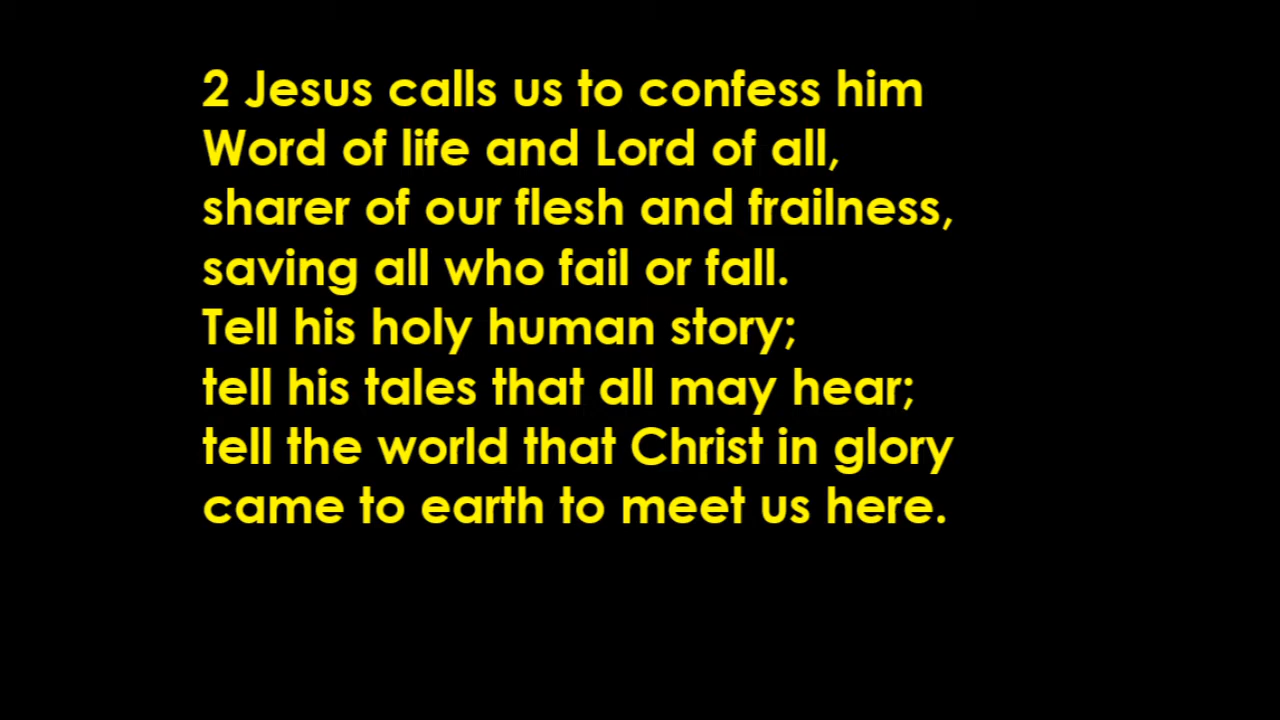 2 Jesus calls us to confess him
Word of life and Lord of all,
sharer of our flesh and frailness,
saving all who fail or fall.
Tell his holy human story;
tell his tales that all may hear;
tell the world that Christ in glory
came to earth to meet us here.